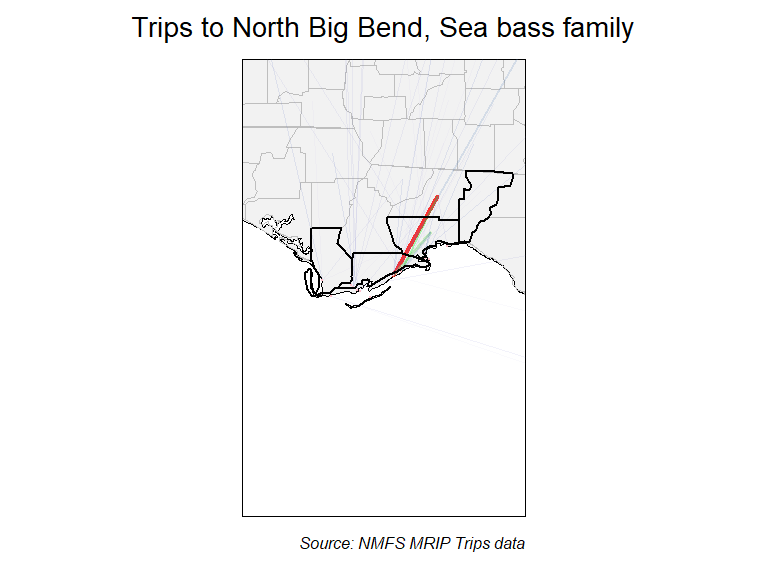 Trips to North Big Bend, Sea bass family
Source: NMFS MRIP Trips data